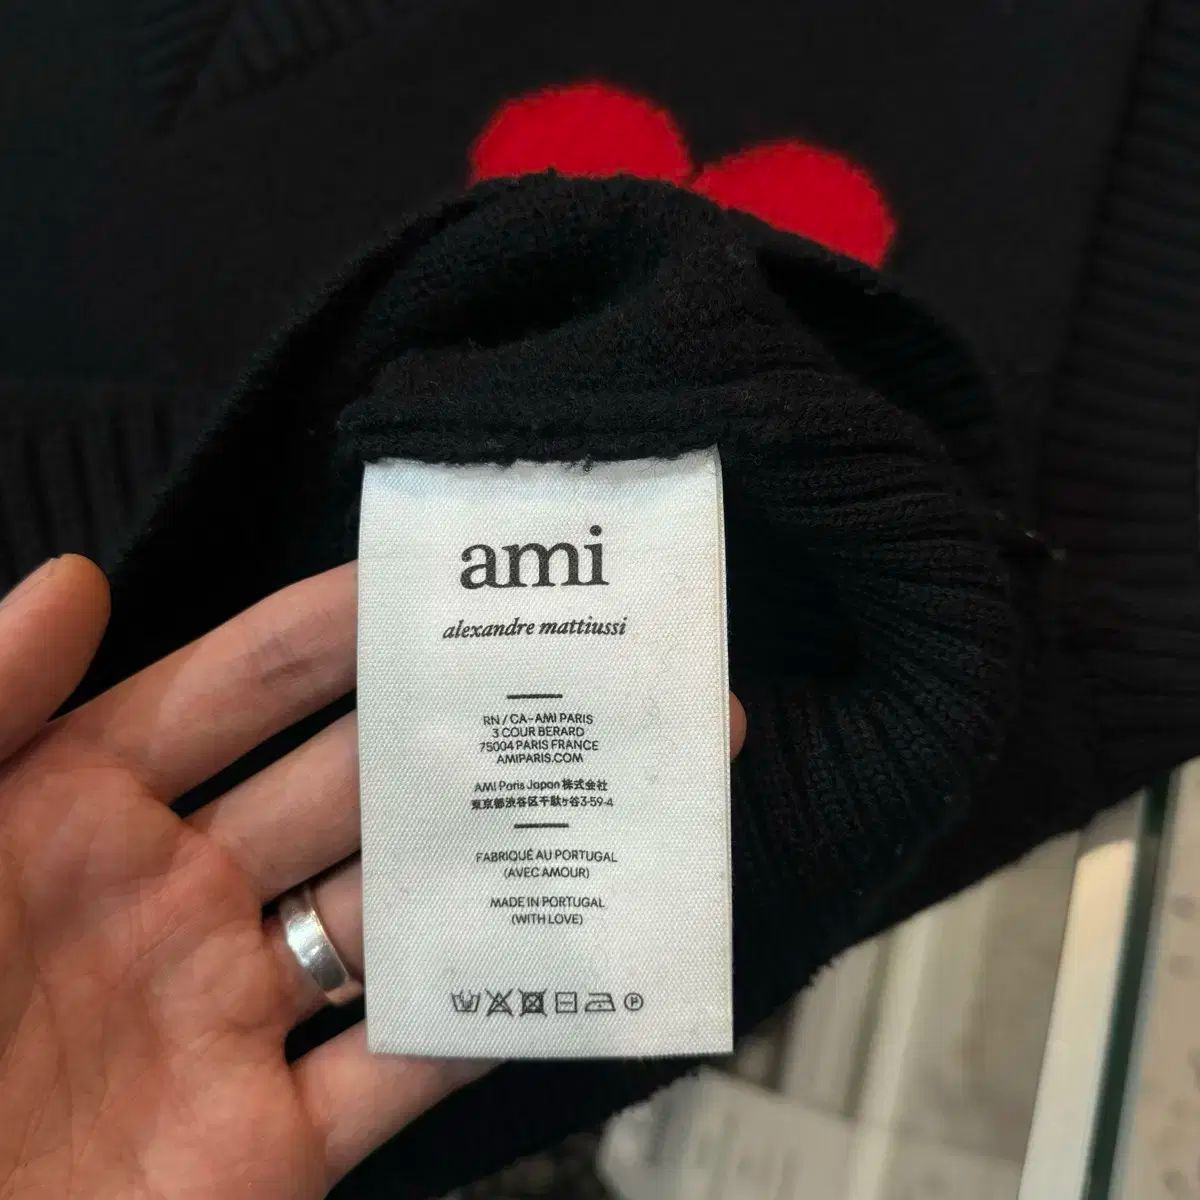 ami
alexandre mattiussi
RN / CA-AMI PARIS
3 COUR BERARD
75004 PARIS FRANCE
AMIPARIS.COM
AMI Paris Japan 株式会社
東京都渋谷区千駄ヶ谷3-59-4
FABRIQUÉ AU PORTUGAL
(AVEC AMOUR)
MADE IN PORTUGAL
(WITH LOVE)
P